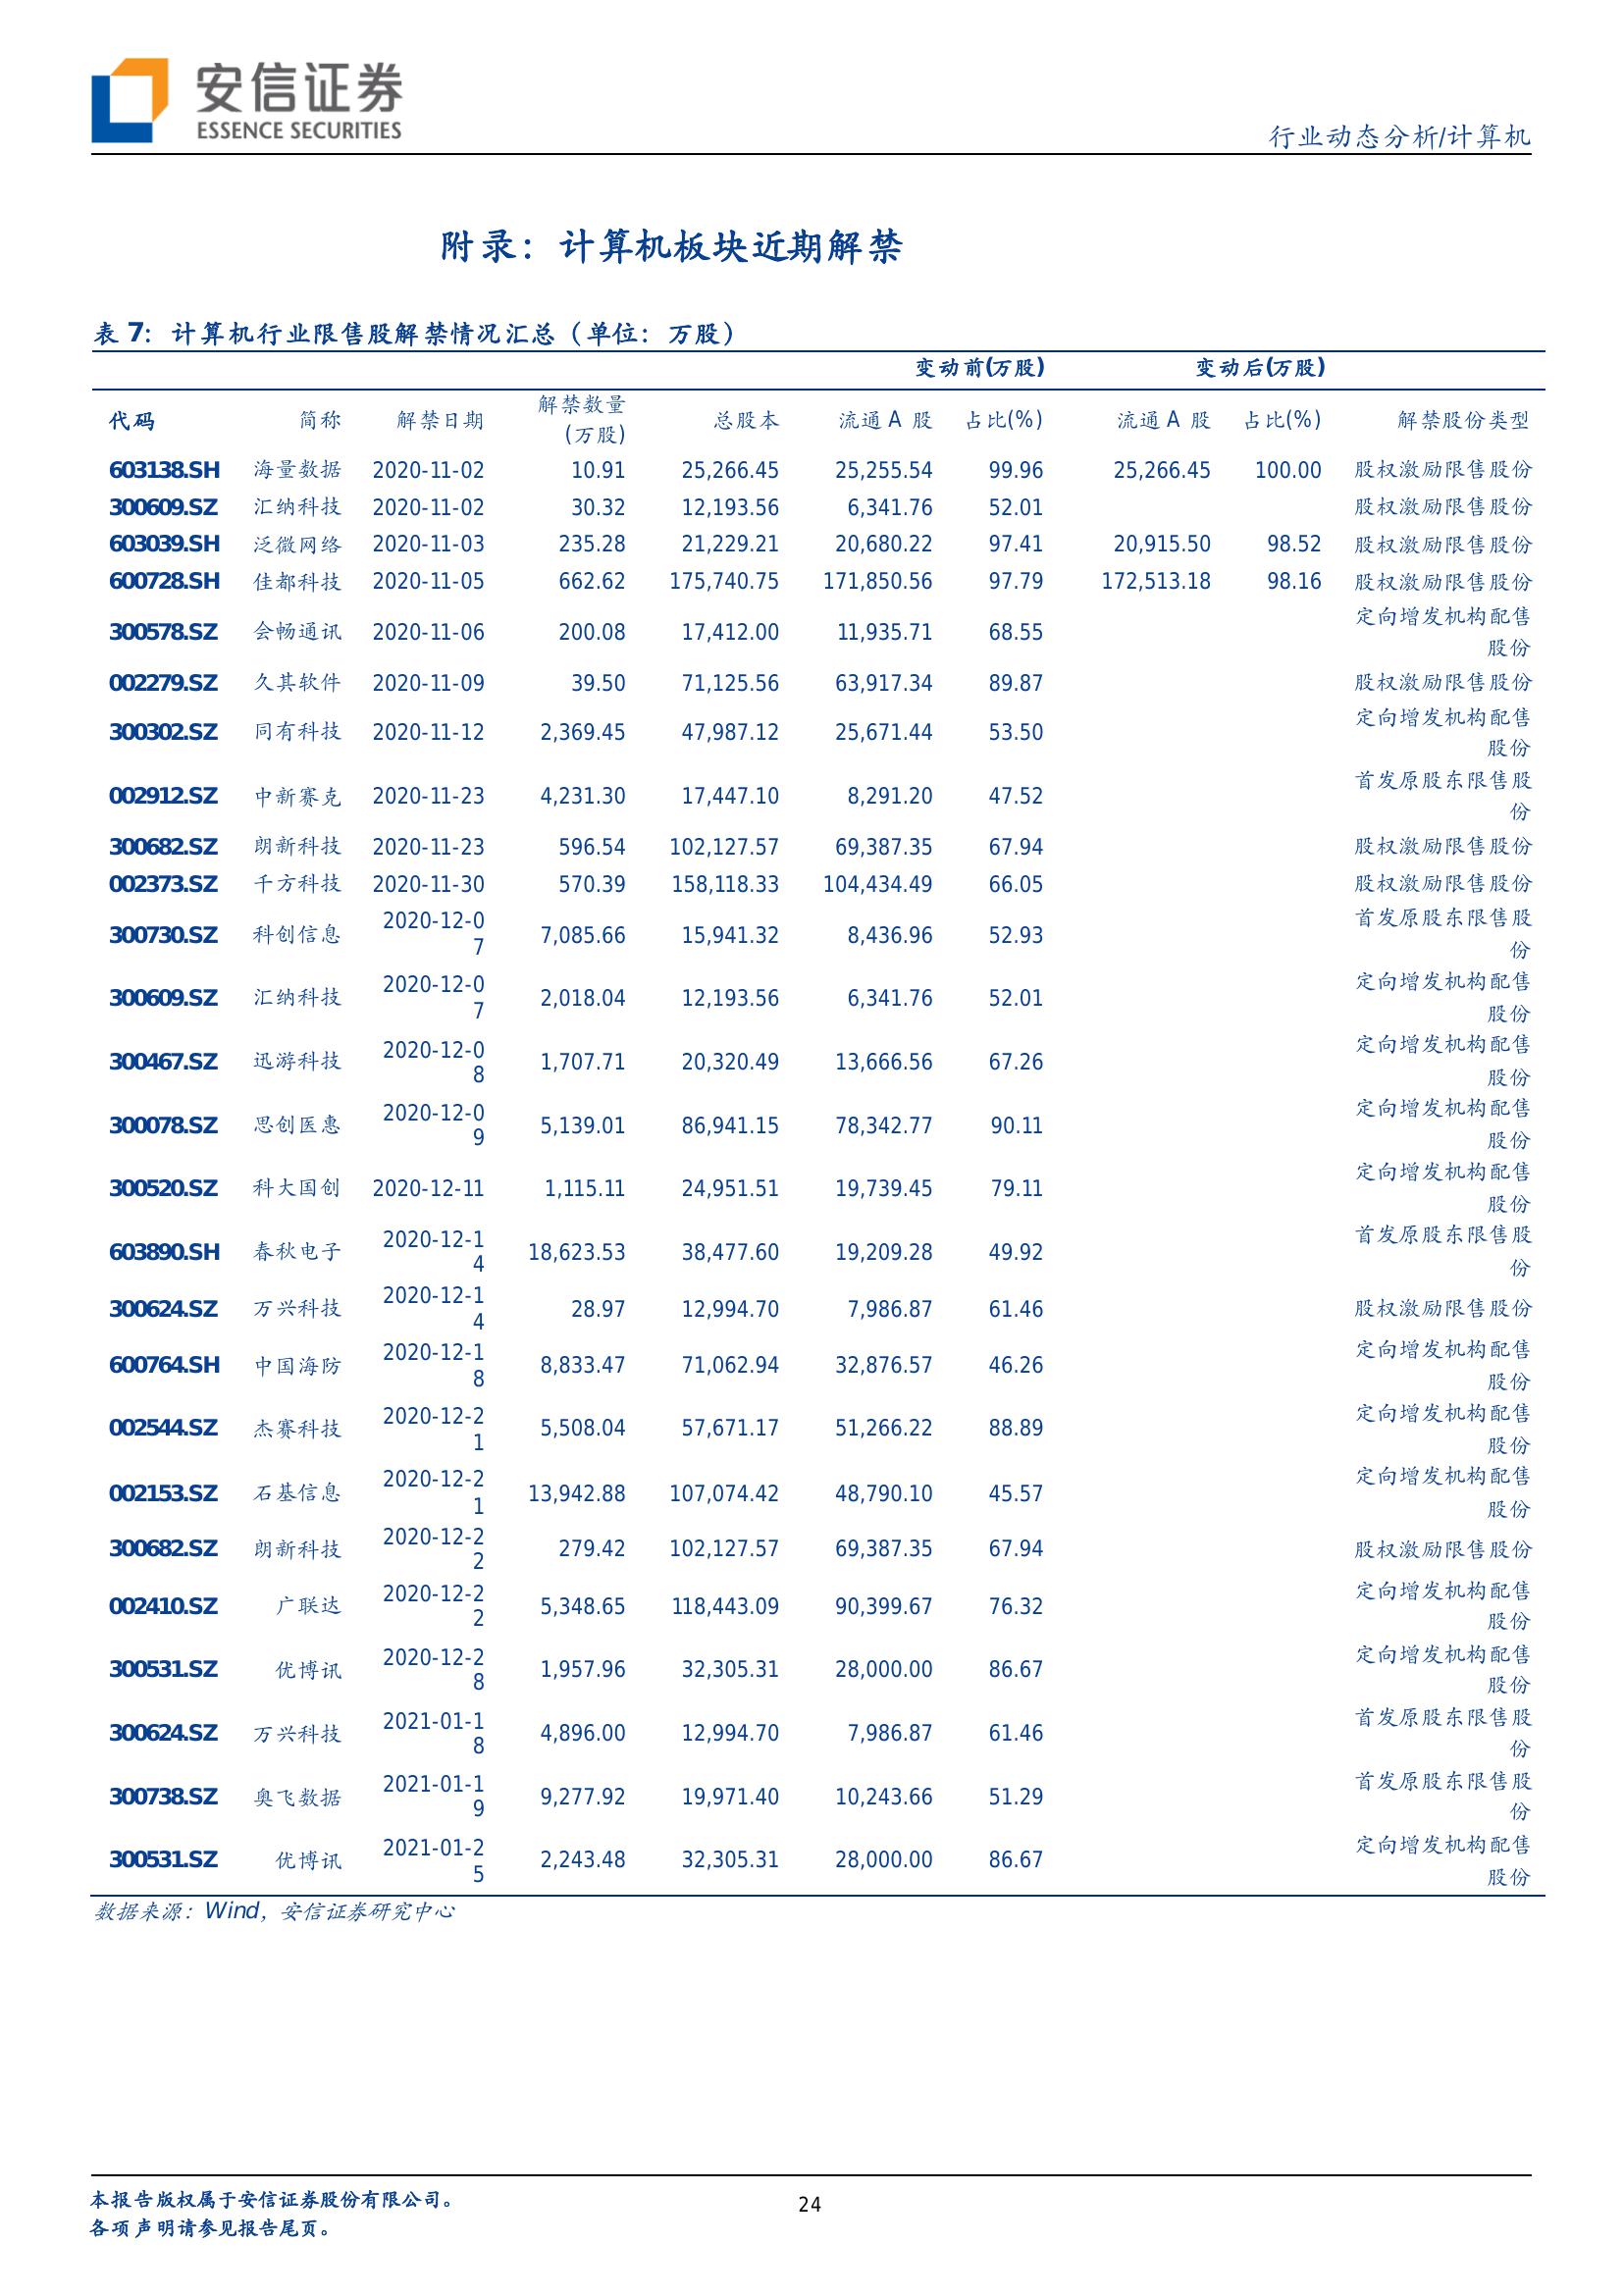 安信证券
ESSENCE SECURITIES
行业动态分析/计算机
附录：计算机板块近期解禁
表 7：计算机行业限售股解禁情况汇总（单位：万股）
变动前(万股) 变动后(万股)
代码 简称 解禁日期 解禁数量(万股) 总股本 流通 A 股 占比(%) 流通 A 股 占比(%) 解禁股份类型
603138.SH 海量数据 2020-11-02 10.91 25,266.45 25,255.54 99.96 25,266.45 100.00 股权激励限售股份
300609.SZ 汇纳科技 2020-11-02 30.32 12,193.56 6,341.76 52.01 股权激励限售股份
603039.SH 泛微网络 2020-11-03 235.28 21,229.21 20,680.22 97.41 20,915.50 98.52 股权激励限售股份
600728.SH 佳都科技 2020-11-05 662.62 175,740.75 171,850.56 97.79 172,513.18 98.16 股权激励限售股份
300578.SZ 会畅通讯 2020-11-06 200.08 17,412.00 11,935.71 68.55 定向增发机构配售股份
002279.SZ 久其软件 2020-11-09 39.50 71,125.56 63,917.34 89.87 股权激励限售股份
300302.SZ 同有科技 2020-11-12 2,369.45 47,987.12 25,671.44 53.50 定向增发机构配售股份
002912.SZ 中新赛克 2020-11-23 4,231.30 17,447.10 8,291.20 47.52 首发原股东限售股份
300682.SZ 朗新科技 2020-11-23 596.54 102,127.57 69,387.35 67.94 股权激励限售股份
002373.SZ 千方科技 2020-11-30 570.39 158,118.33 104,434.49 66.05 股权激励限售股份
300730.SZ 科创信息 2020-12-07 7,085.66 15,941.32 8,436.96 52.93 首发原股东限售股份
300609.SZ 汇纳科技 2020-12-07 2,018.04 12,193.56 6,341.76 52.01 定向增发机构配售股份
300467.SZ 迅游科技 2020-12-08 1,707.71 20,320.49 13,666.56 67.26 定向增发机构配售股份
300078.SZ 思创医惠 2020-12-09 5,139.01 86,941.15 78,342.77 90.11 定向增发机构配售股份
300520.SZ 科大国创 2020-12-11 1,115.11 24,951.51 19,739.45 79.11 定向增发机构配售股份
603890.SH 春秋电子 2020-12-14 18,623.53 38,477.60 19,209.28 49.92 首发原股东限售股份
300624.SZ 万兴科技 2020-12-14 28.97 12,994.70 7,986.87 61.46 股权激励限售股份
600764.SH 中国海防 2020-12-18 8,833.47 71,062.94 32,876.57 46.26 定向增发机构配售股份
002544.SZ 杰赛科技 2020-12-21 5,508.04 57,671.17 51,266.22 88.89 定向增发机构配售股份
002153.SZ 石基信息 2020-12-21 13,942.88 107,074.42 48,790.10 45.57 定向增发机构配售股份
300682.SZ 朗新科技 2020-12-22 279.42 102,127.57 69,387.35 67.94 股权激励限售股份
002410.SZ 广联达 2020-12-22 5,348.65 118,443.09 90,399.67 76.32 定向增发机构配售股份
300531.SZ 优博讯 2020-12-28 1,957.96 32,305.31 28,000.00 86.67 定向增发机构配售股份
300624.SZ 万兴科技 2021-01-18 4,896.00 12,994.70 7,986.87 61.46 首发原股东限售股份
300738.SZ 奥飞数据 2021-01-19 9,277.92 19,971.40 10,243.66 51.29 首发原股东限售股份
300531.SZ 优博讯 2021-01-25 2,243.48 32,305.31 28,000.00 86.67 定向增发机构配售股份
数据来源：Wind，安信证券研究中心
本报告版权属于安信证券股份有限公司。
各项声明请参见报告尾页。
24